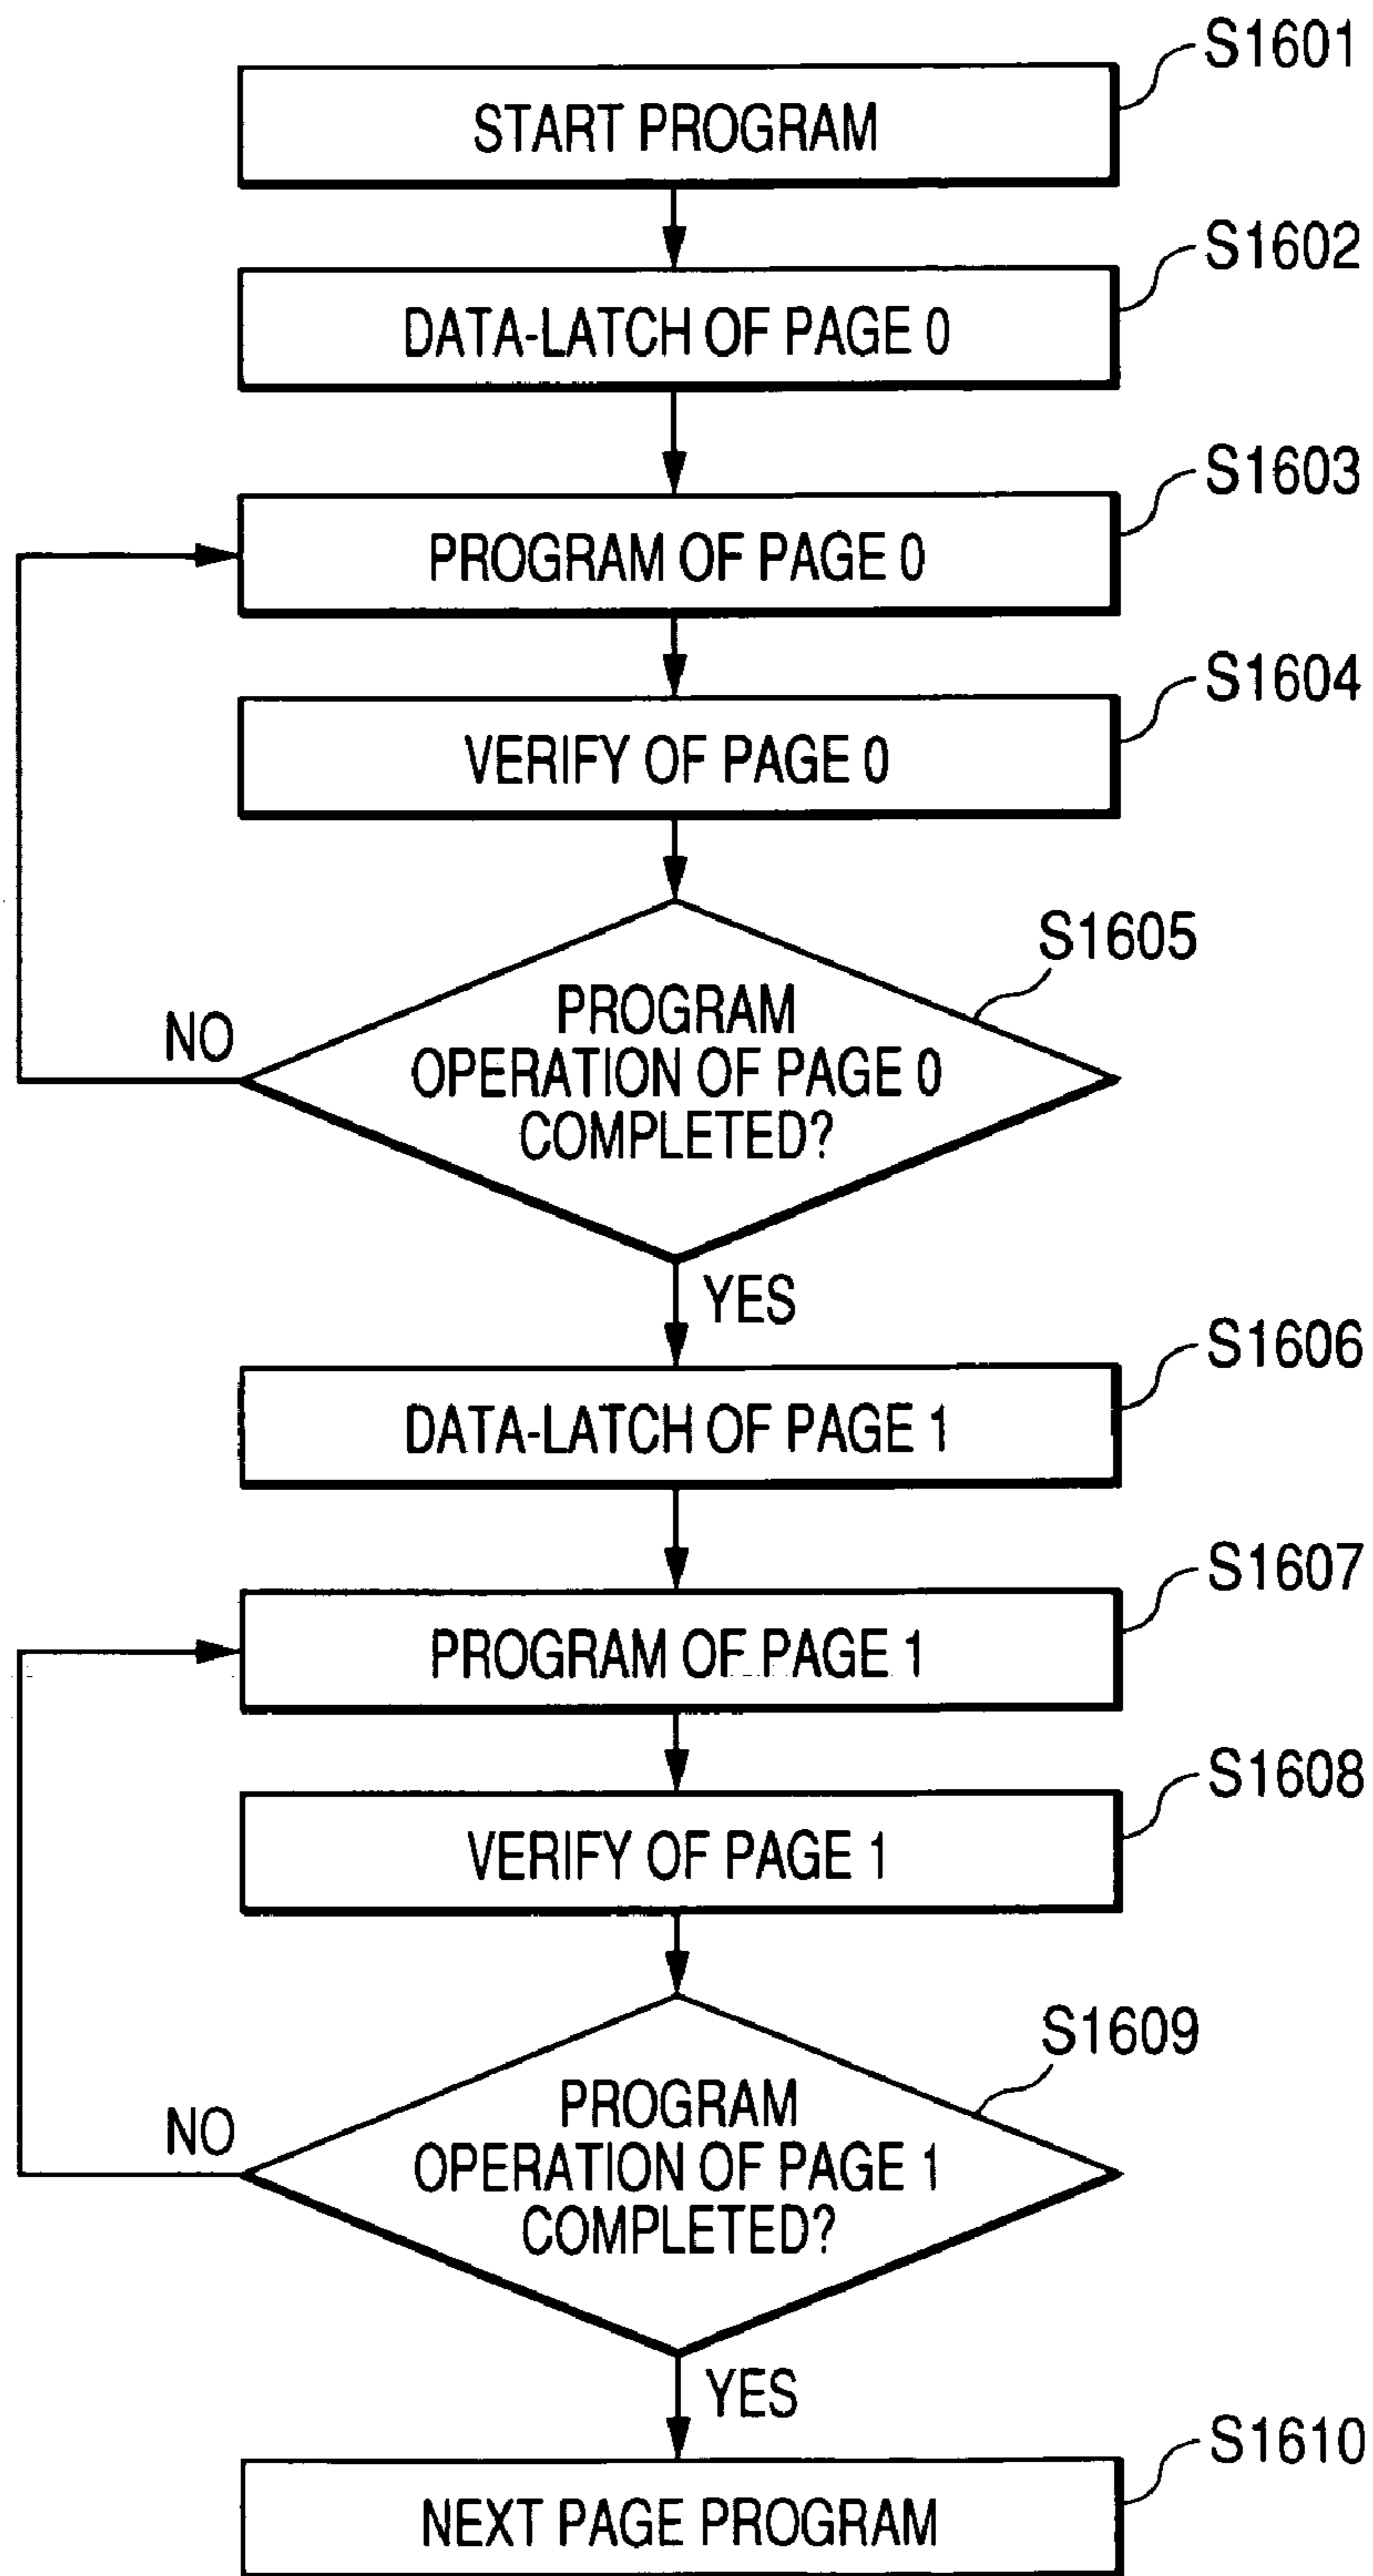 S1601
START PROGRAM
S1602
DATA-LATCH OF PAGE 0
S1603
PROGRAM OF PAGE 0
S1604
VERIFY OF PAGE 0
S1605
PROGRAM
OPERATION OF PAGE 0
COMPLETED?
NO
YES
S1606
DATA-LATCH OF PAGE 1
S1607
PROGRAM OF PAGE 1
S1608
VERIFY OF PAGE 1
S1609
PROGRAM
OPERATION OF PAGE 1
COMPLETED?
NO
YES
S1610
NEXT PAGE PROGRAM